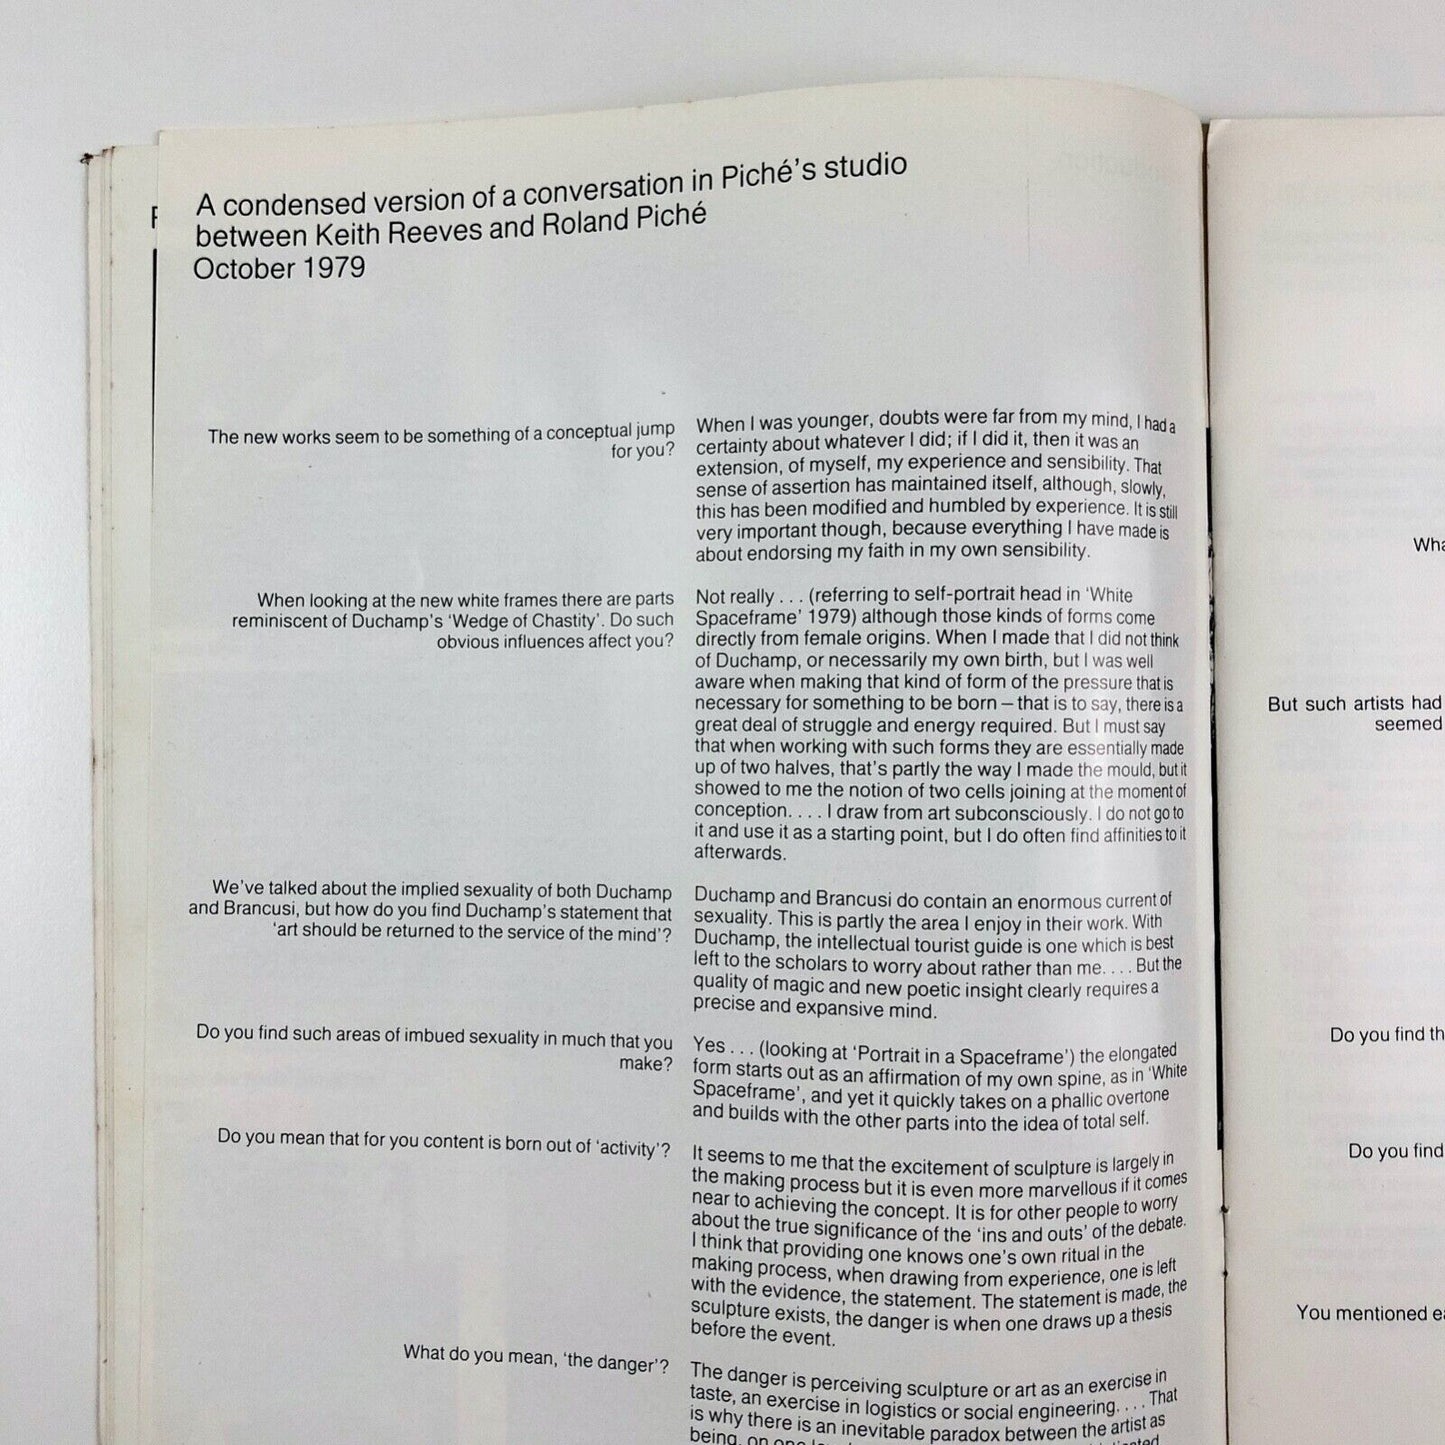 A condensed version of a conversation in Piché's studio
between Keith Reeves and Roland Piché
October 1979
The new works seem to be something of a conceptual jump
for you?
When I was younger, doubts were far from my mind, I had a
certainty about whatever I did; if I did it, then it was an
extension, of myself, my experience and sensibility. That
sense of assertion has maintained itself, although, slowly,
this has been modified and humbled by experience. It is still
very important though, because everything I have made is
about endorsing my faith in my own sensibility.
When looking at the new white frames there are parts
reminiscent of Duchamp's ‘Wedge of Chastity’. Do such
obvious influences affect you?
Not really . . . (referring to self-portrait head in ‘White
Spaceframe’ 1979) although those kinds of forms come
directly from female origins. When I made that I did not think
of Duchamp, or necessarily my own birth, but I was well
aware when making that kind of form of the pressure that is
necessary for something to be born – that is to say, there is a
great deal of struggle and energy required. But I must say
that when working with such forms they are essentially made
up of two halves, that's partly the way I made the mould, but it
showed to me the notion of two cells joining at the moment of
conception. . . . I draw from art subconsciously. I do not go to
it and use it as a starting point, but I do often find affinities to it
afterwards.
We've talked about the implied sexuality of both Duchamp
and Brancusi, but how do you find Duchamp's statement that
‘art should be returned to the service of the mind’?
Duchamp and Brancusi do contain an enormous current of
sexuality. This is partly the area I enjoy in their work. With
Duchamp, the intellectual tourist guide is one which is best
left to the scholars to worry about rather than me. . . . But the
quality of magic and new poetic insight clearly requires a
precise and expansive mind.
Do you find such areas of imbued sexuality in much that you
make?
Yes . . . (looking at ‘Portrait in a Spaceframe’) the elongated
form starts out as an affirmation of my own spine, as in ‘White
Spaceframe’, and yet it quickly takes on a phallic overtone
and builds with the other parts into the idea of total self.
Do you mean that for you content is born out of ‘activity’?
It seems to me that the excitement of sculpture is largely in
the making process but it is even more marvellous if it comes
near to achieving the concept. It is for other people to worry
about the true significance of the ‘ins and outs’ of the debate.
I think that providing one knows one's own ritual in the
making process, when drawing from experience, one is left
with the evidence, the statement. The statement is made, the
sculpture exists, the danger is when one draws up a thesis
before the event.
What do you mean, ‘the danger’?
The danger is perceiving sculpture or art as an exercise in
taste, an exercise in logistics or social engineering. . . . That
is why there is an inevitable paradox between the artist as
being, on one
But such artists had
seemed
Do you find th
Do you find
You mentioned ea